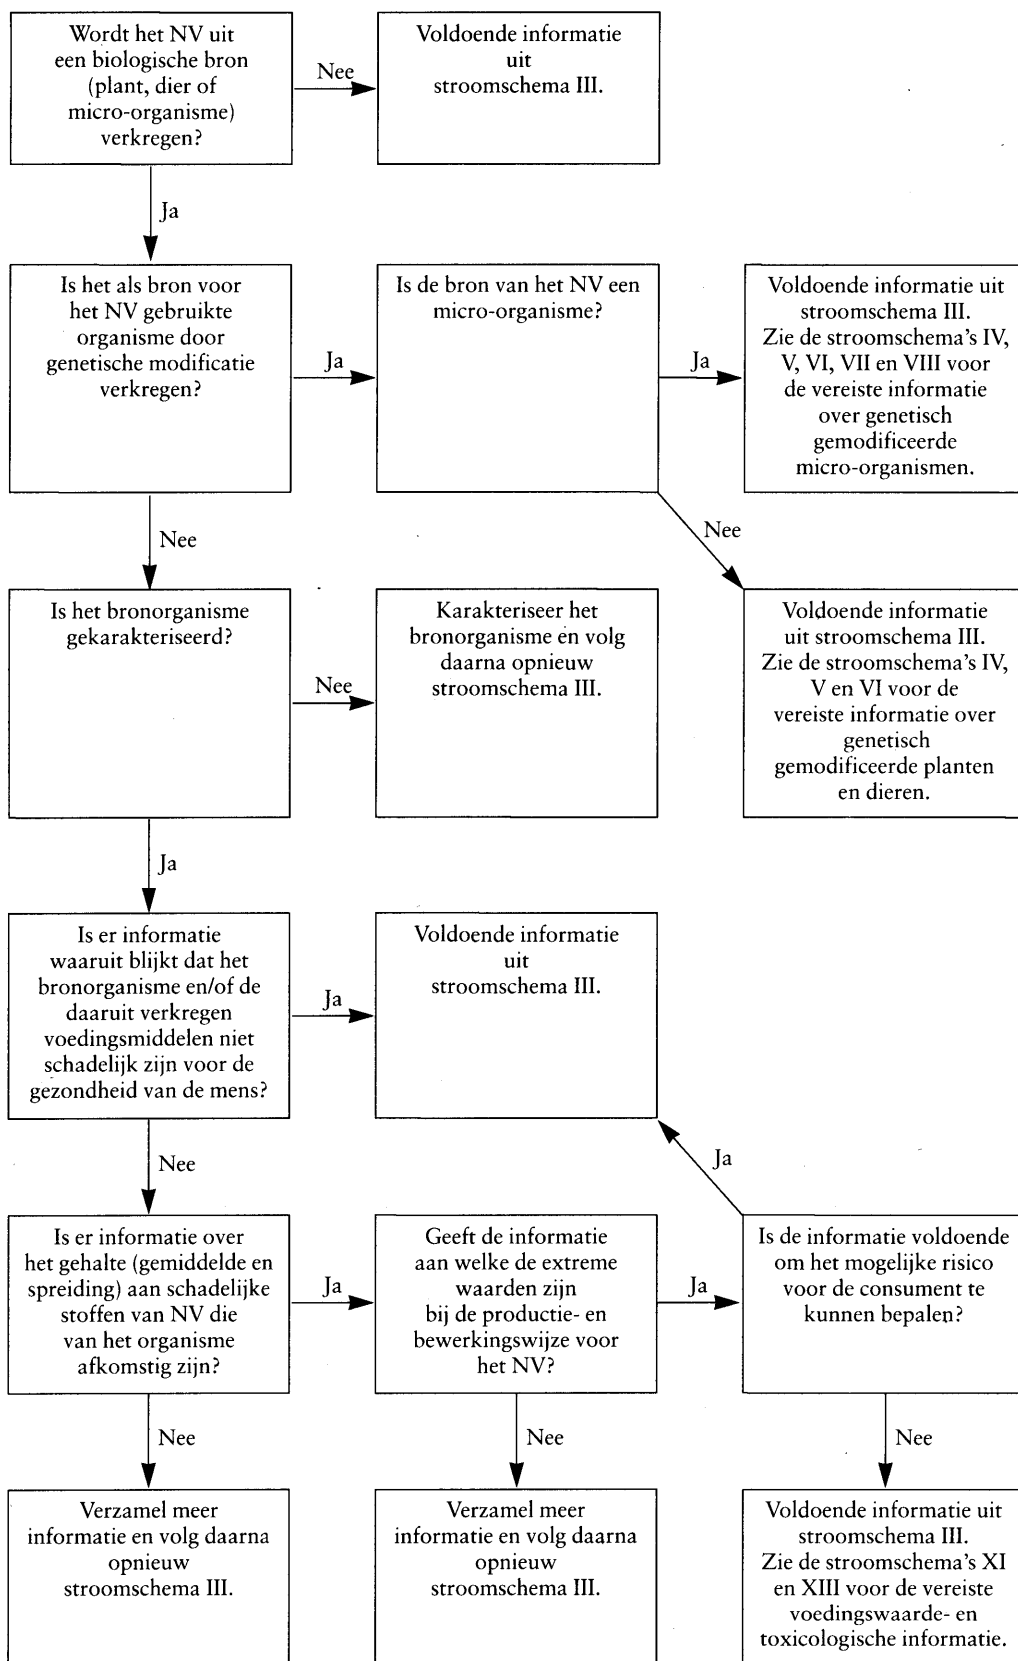 Wordt het NV uit
een biologische bron
(plant, dier of
micro-organisme)
verkregen?
Nee
Voldoende informatie
uit
stroomschema III.
Ja
Is het als bron voor
het NV gebruikte
organisme door
genetische modificatie
verkregen?
Ja
Is de bron van het NV een
micro-organisme?
Ja
Voldoende informatie uit
stroomschema III.
Zie de stroomschema's IV,
V, VI, VII en VIII voor
de vereiste informatie
over genetisch
gemodificeerde
micro-organismen.
Nee
Nee
Is het bronorganisme
gekarakteriseerd?
Nee
Karakteriseer het
bronorganisme en volg
daarna opnieuw
stroomschema III.
Voldoende informatie
uit stroomschema III.
Zie de stroomschema's IV,
V en VI voor de
vereiste informatie over
genetisch
gemodificeerde planten
en dieren.
Ja
Is er informatie
waaruit blijkt dat het
bronorganisme en/of de
daaruit verkregen
voedingsmiddelen niet
schadelijk zijn voor de
gezondheid van de mens?
Ja
Voldoende informatie
uit
stroomschema III.
Nee
Ja
Is er informatie over
het gehalte (gemiddelde en
spreiding) aan schadelijke
stoffen van NV die
van het organisme
afkomstig zijn?
Ja
Geeft de informatie
aan welke de extreme
waarden zijn
bij de productie- en
bewerkingswijze voor
het NV?
Ja
Is de informatie voldoende
om het mogelijke risico
voor de consument te
kunnen bepalen?
Nee
Nee
Nee
Verzamel meer
informatie en volg daarna
opnieuw
stroomschema III.
Verzamel meer
informatie en volg daarna
opnieuw
stroomschema III.
Voldoende informatie uit
stroomschema III.
Zie de stroomschema's XI
en XIII voor de vereiste
voedingswaarde- en
toxicologische informatie.